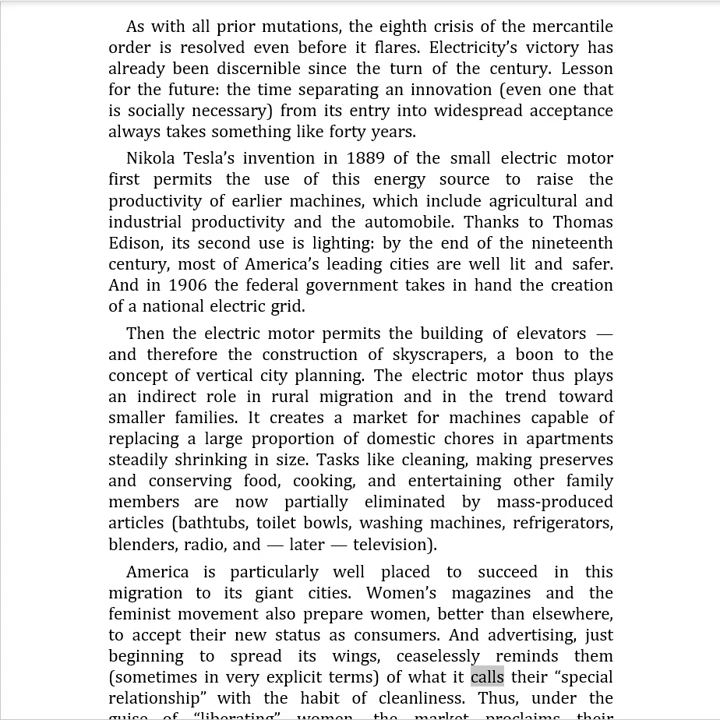 As with all prior mutations, the eighth crisis of the mercantile
order is resolved even before it flares. Electricity’s victory has
already been discernible since the turn of the century. Lesson
for the future: the time separating an innovation (even one that
is socially necessary) from its entry into widespread acceptance
always takes something like forty years.
Nikola Tesla’s invention in 1889 of the small electric motor
first permits the use of this energy source to raise the
productivity of earlier machines, which include agricultural and
industrial productivity and the automobile. Thanks to Thomas
Edison, its second use is lighting: by the end of the nineteenth
century, most of America’s leading cities are well lit and safer.
And in 1906 the federal government takes in hand the creation
of a national electric grid.
Then the electric motor permits the building of elevators —
and therefore the construction of skyscrapers, a boon to the
concept of vertical city planning. The electric motor thus plays
an indirect role in rural migration and in the trend toward
smaller families. It creates a market for machines capable of
replacing a large proportion of domestic chores in apartments
steadily shrinking in size. Tasks like cleaning, making preserves
and conserving food, cooking, and entertaining other family
members are now partially eliminated by mass-produced
articles (bathtubs, toilet bowls, washing machines, refrigerators,
blenders, radio, and — later — television).
America is particularly well placed to succeed in this
migration to its giant cities. Women’s magazines and the
feminist movement also prepare women, better than elsewhere,
to accept their new status as consumers. And advertising, just
beginning to spread its wings, ceaselessly reminds them
(sometimes in very explicit terms) of what it calls their “special
relationship” with the habit of cleanliness. Thus, under the
guise of “liberating” women, the market proclaims their